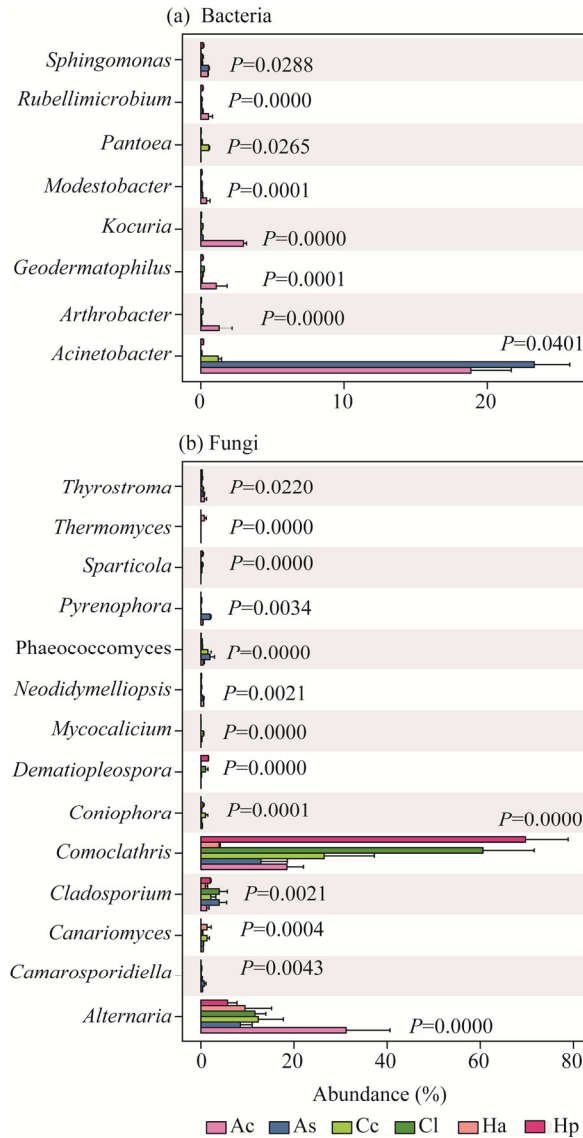 (a) Bacteria
Sphingomonas P=0.0288
Rubellimicrobium P=0.0000
Pantoea P=0.0265
Modestobacter P=0.0001
Kocuria P=0.0000
Geodermatophilus P=0.0001
Arthrobacter P=0.0000
Acinetobacter P=0.0401
0 10 20
(b) Fungi
Thyrostroma P=0.0220
Thermomyces P=0.0000
Sparticola P=0.0000
Pyrenophora P=0.0034
Phaeococcomyces P=0.0000
Neodidymelliopsis P=0.0021
Mycocalicium P=0.0000
Dematiopleospora P=0.0000
Coniophora P=0.0001
Comoclathris P=0.0000
Cladosporium P=0.0021
Canariomyces P=0.0004
Camarosporidiella P=0.0043
Alternaria P=0.0000
0 20 40 60 80
Abundance (%)
Ac As Cc Cl Ha Hp